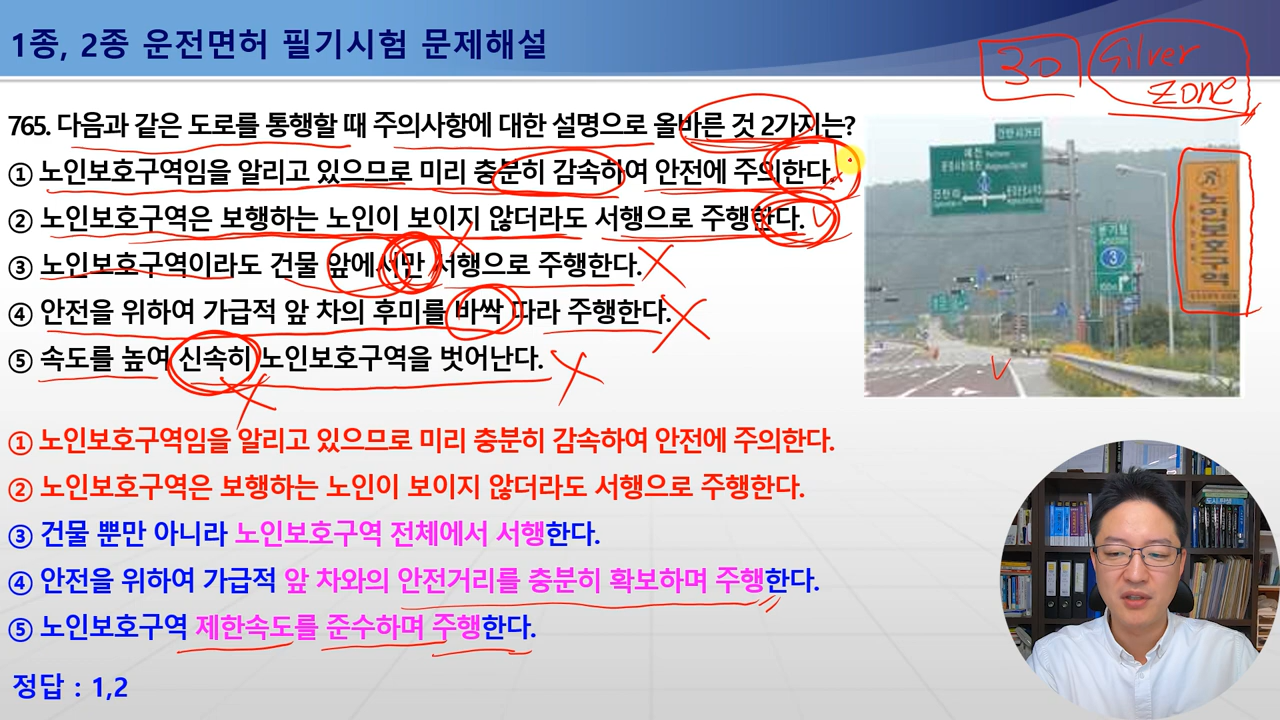 1종, 2종 운전면허 필기시험 문제해설
30 Silver zone
765. 다음과 같은 도로를 통행할 때 주의사항에 대한 설명으로 올바른 것 2가지는?
① 노인보호구역임을 알리고 있으므로 미리 충분히 감속하여 안전에 주의한다.
② 노인보호구역은 보행하는 노인이 보이지 않더라도 서행으로 주행한다.
③ 노인보호구역이라도 건물 앞에서만 서행으로 주행한다.
④ 안전을 위하여 가급적 앞 차의 후미를 바싹 따라 주행한다.
⑤ 속도를 높여 신속히 노인보호구역을 벗어난다.
노인보호구역
3
① 노인보호구역임을 알리고 있으므로 미리 충분히 감속하여 안전에 주의한다.
② 노인보호구역은 보행하는 노인이 보이지 않더라도 서행으로 주행한다.
③ 건물 뿐만 아니라 노인보호구역 전체에서 서행한다.
④ 안전을 위하여 가급적 앞 차와의 안전거리를 충분히 확보하며 주행한다.
⑤ 노인보호구역 제한속도를 준수하며 주행한다.
정답 : 1,2